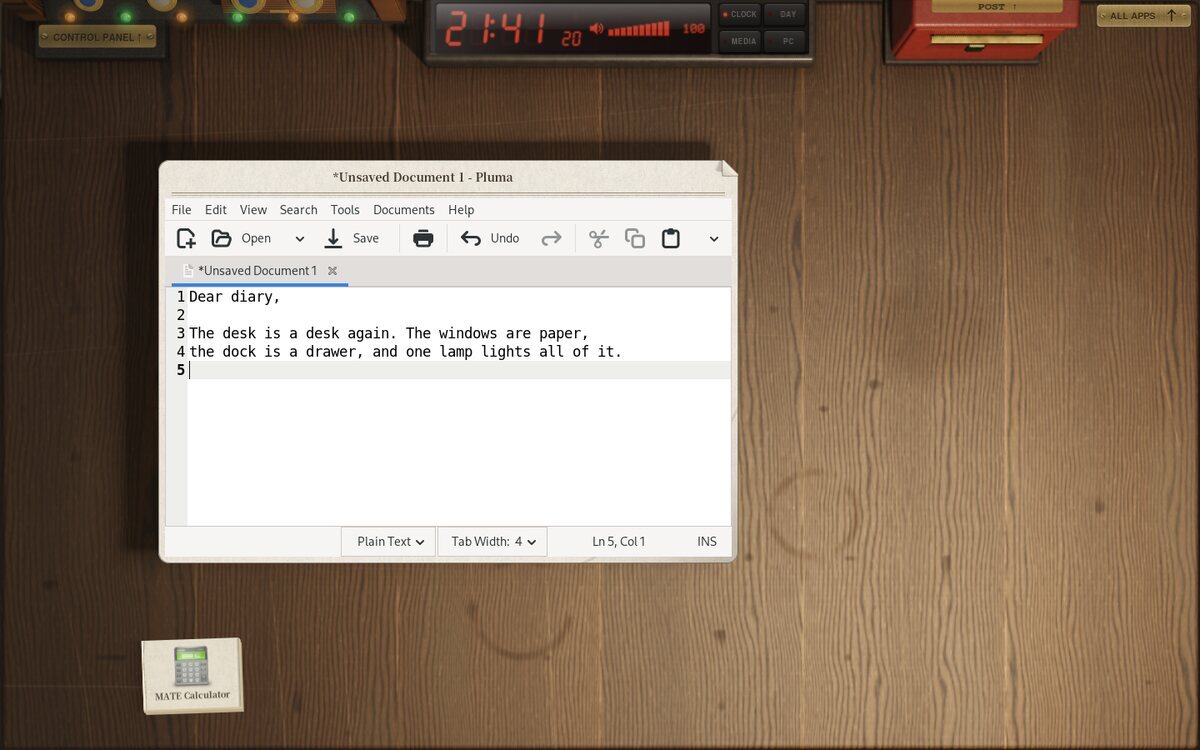 CONTROL PANEL ↑
21:41 20
100
CLOCK
DAY
MEDIA
PC
POST ↑
ALL APPS ↑
*Unsaved Document 1 - Pluma
File Edit View Search Tools Documents Help
Open Save Undo
*Unsaved Document 1
1 Dear diary,
2
3 The desk is a desk again. The windows are paper,
4 the dock is a drawer, and one lamp lights all of it.
5
Plain Text Tab Width: 4 Ln 5, Col 1 INS
MATE Calculator